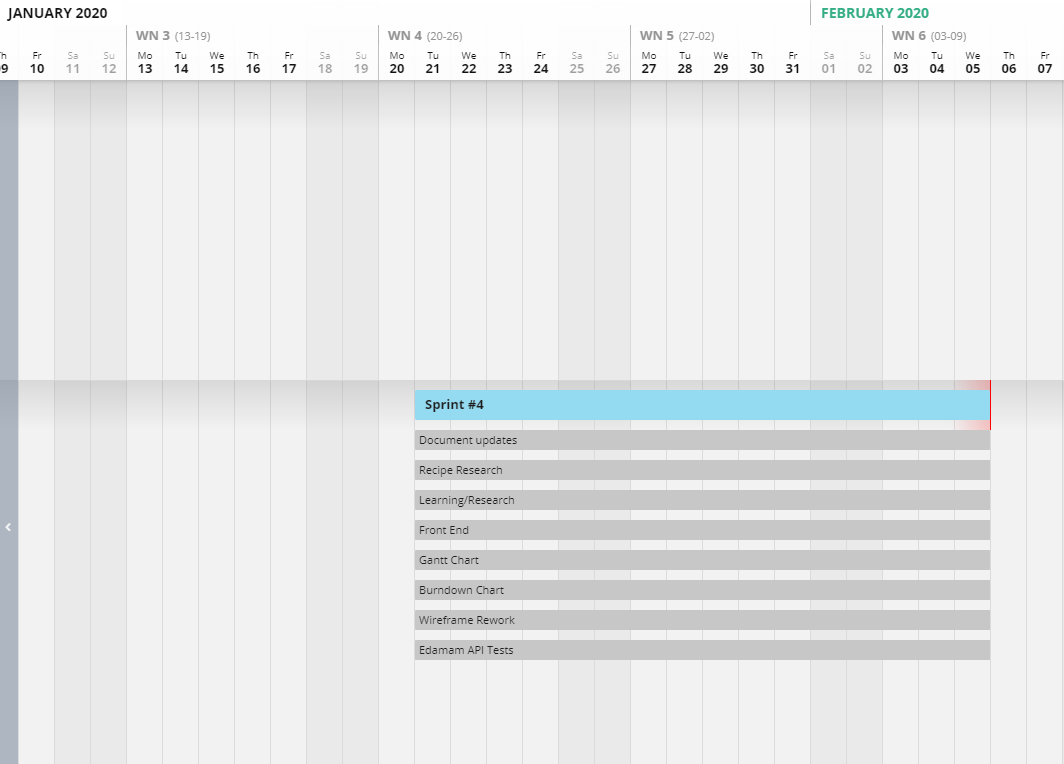 JANUARY 2020 FEBRUARY 2020
WN 3 (13-19) WN 4 (20-26) WN 5 (27-02) WN 6 (03-09)
Fr Sa Su Mo Tu We Th Fr Sa Su Mo Tu We Th Fr Sa Su Mo Tu We Th Fr Sa Su Mo Tu We Th Fr
10 11 12 13 14 15 16 17 18 19 20 21 22 23 24 25 26 27 28 29 30 31 01 02 03 04 05 06 07
Sprint #4
Document updates
Recipe Research
Learning/Research
Front End
Gantt Chart
Burndown Chart
Wireframe Rework
Edamam API Tests